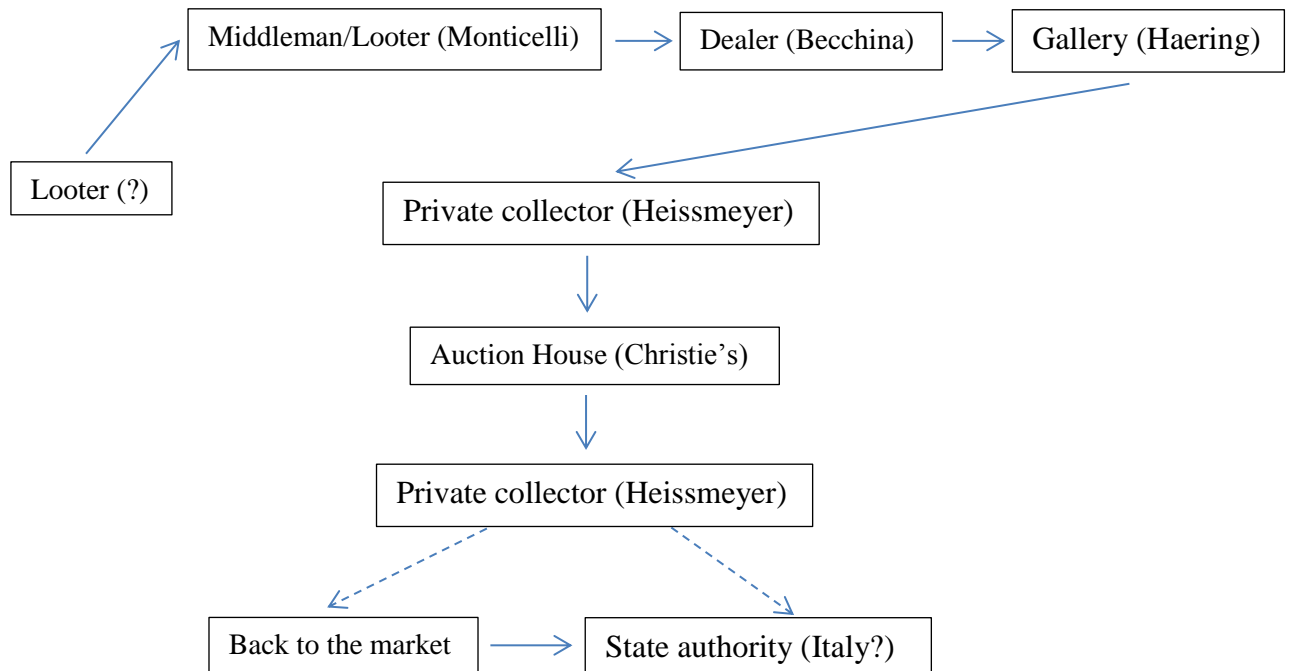 Middleman/Looter (Monticelli)
Dealer (Becchina)
Gallery (Haering)
Looter (?)
Private collector (Heissmeyer)
Auction House (Christie’s)
Private collector (Heissmeyer)
Back to the market
State authority (Italy?)